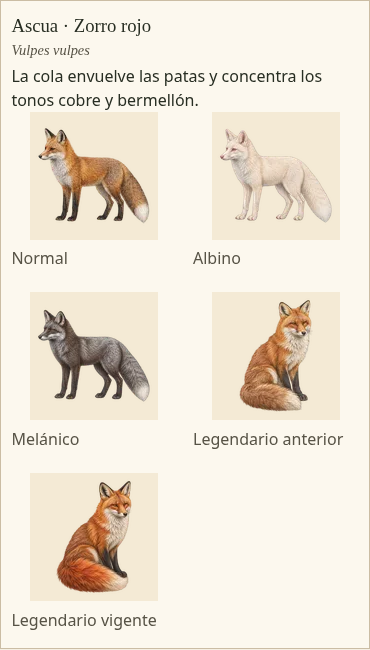 Ascua · Zorro rojo
Vulpes vulpes
La cola envuelve las patas y concentra los
tonos cobre y bermellón.
Normal
Albino
Melánico
Legendario anterior
Legendario vigente